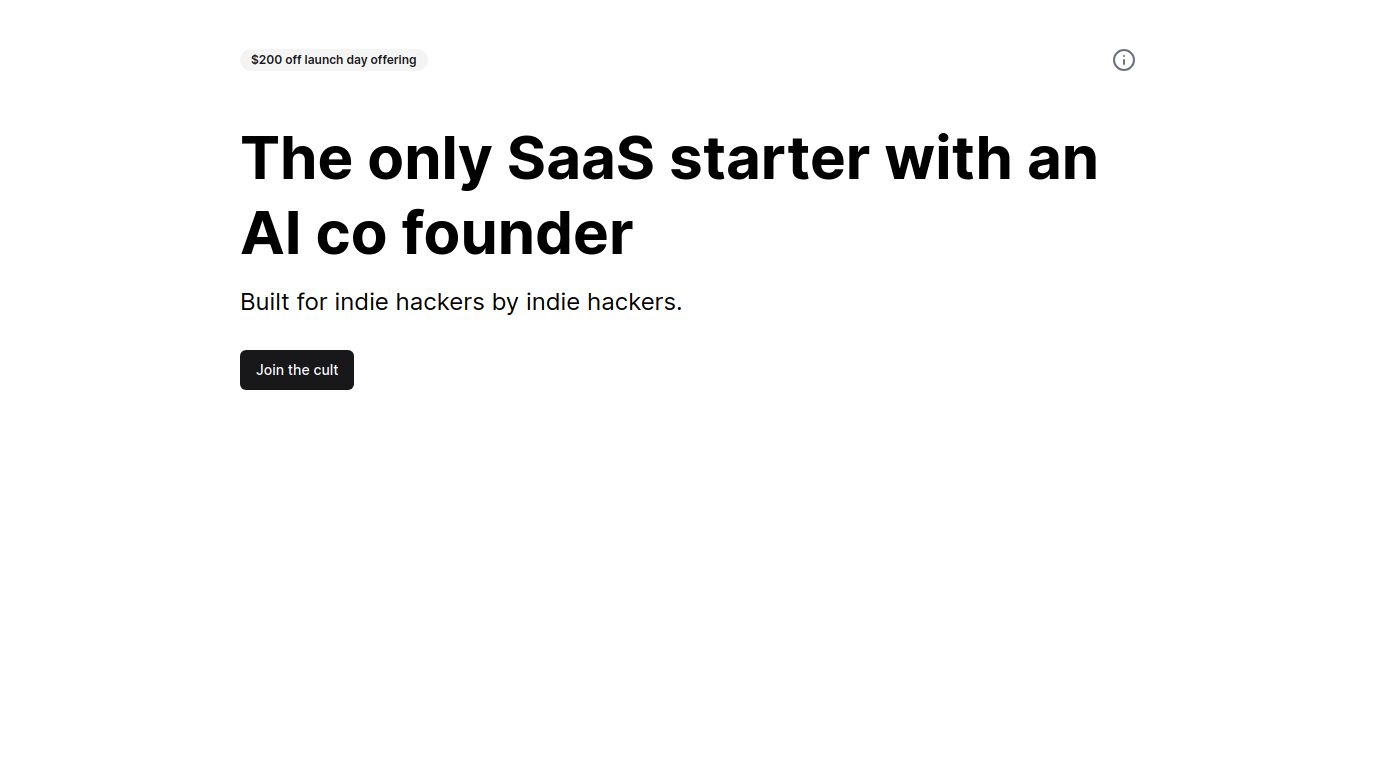 $200 off launch day offering
The only SaaS starter with an
AI co founder
Built for indie hackers by indie hackers.
Join the cult